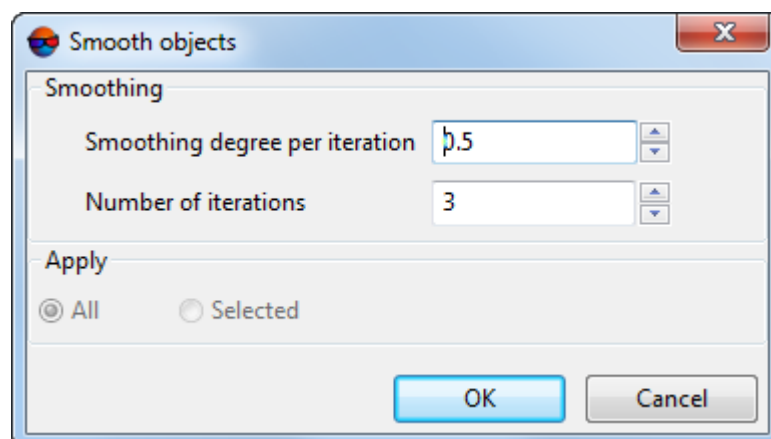 Smooth objects
Smoothing
Smoothing degree per iteration 0.5
Number of iterations 3
Apply
All Selected
OK Cancel